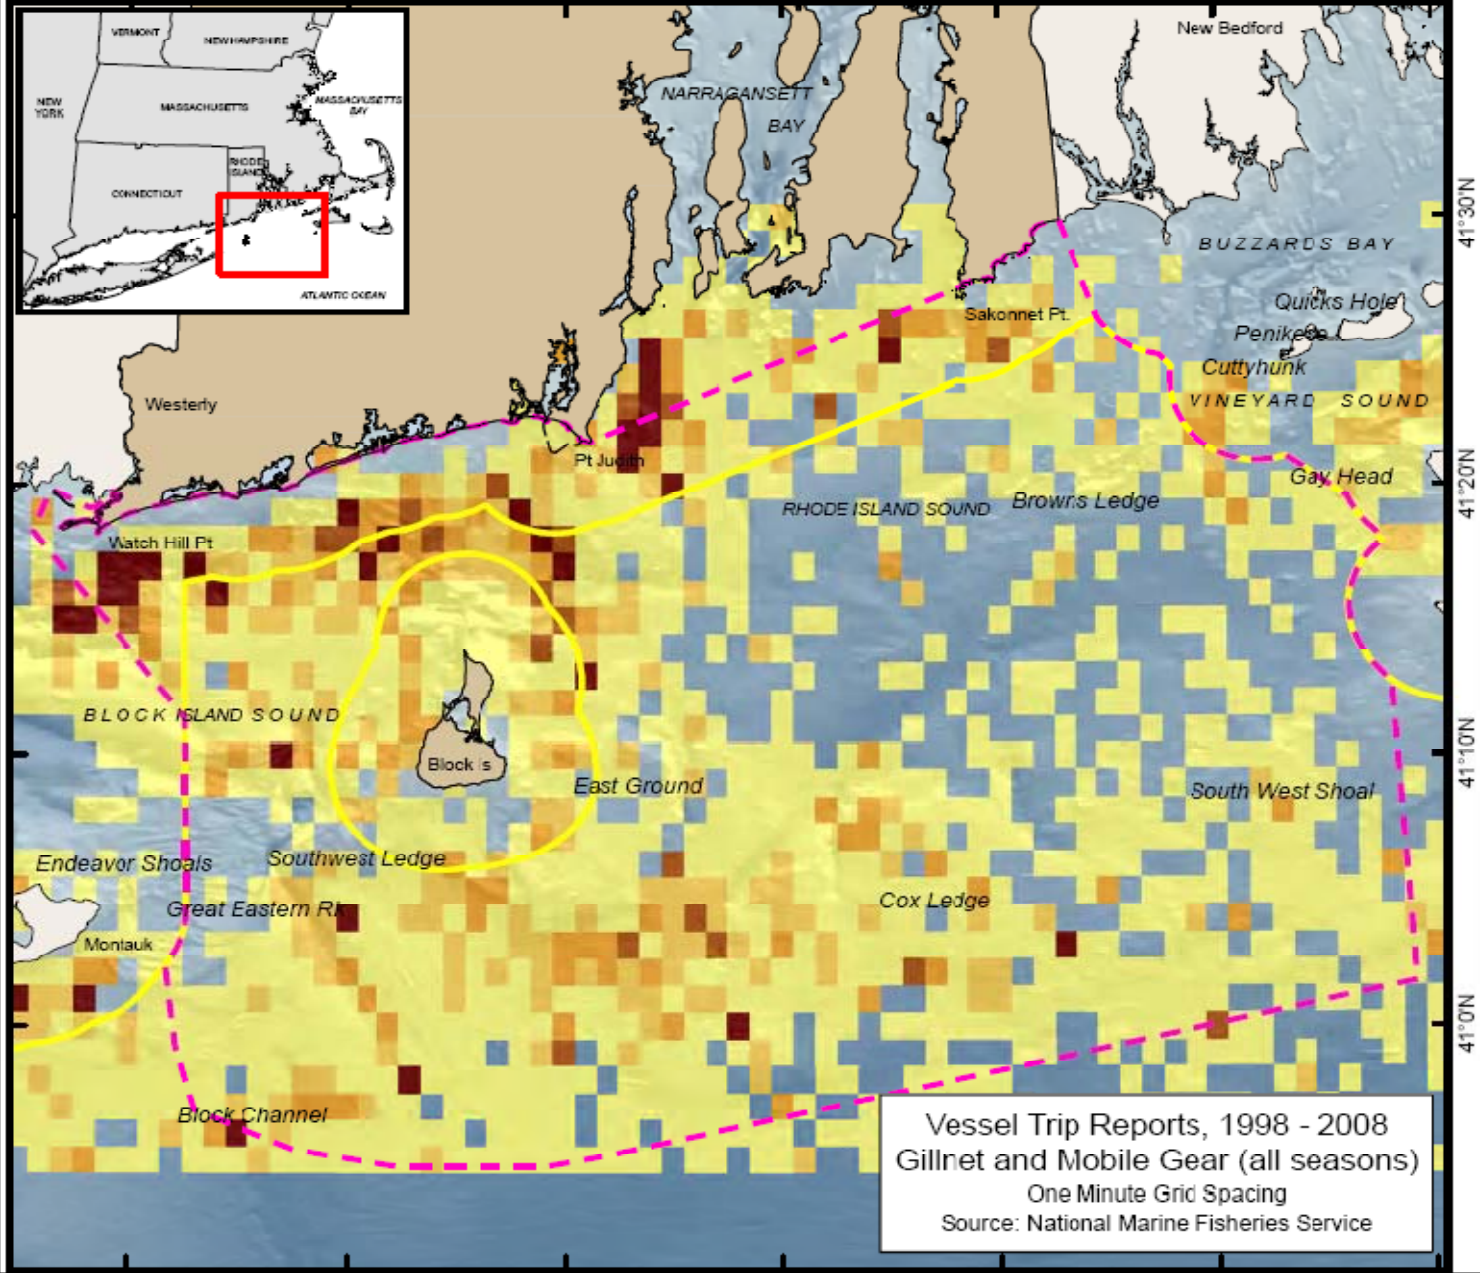 VERMONT
NEW HAMPSHIRE
NEW
YORK
MASSACHUSETTS
MASSACHUSETTS
BAY
RHODE
ISLAND
CONNECTICUT
ATLANTIC OCEAN
New Bedford
NARRAGANSETT
BAY
41°30'N
BUZZARDS BAY
Quicks Hole
Sakonnet Pt.
Penikese
Cuttyhunk
VINEYARD SOUND
Westerly
Pt Judith
Gay Head
41°20'N
RHODE ISLAND SOUND
Browns Ledge
Watch Hill Pt
BLOCK ISLAND SOUND
Block Is
41°10'N
East Ground
South West Shoal
Endeavor Shoals
Southwest Ledge
Great Eastern Rk
Cox Ledge
Montauk
41°0'N
Block Channel
Vessel Trip Reports, 1998 - 2008
Gillnet and Mobile Gear (all seasons)
One Minute Grid Spacing
Source: National Marine Fisheries Service